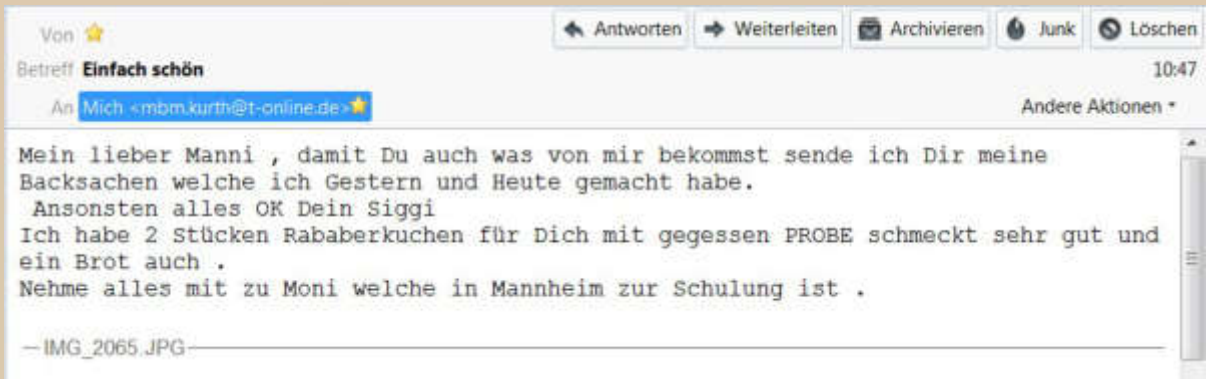 Von
Antworten Weiterleiten Archivieren Junk Löschen
Betreff Einfach schön 10:47
An Mich <mbm.kurth@t-online.de>
Andere Aktionen
Mein lieber Manni , damit Du auch was von mir bekommst sende ich Dir meine
Backsachen welche ich Gestern und Heute gemacht habe.
Ansonsten alles OK Dein Siggi
Ich habe 2 Stücken Rababerkuchen für Dich mit gegessen PROBE schmeckt sehr gut und
ein Brot auch .
Nehme alles mit zu Moni welche in Mannheim zur Schulung ist .
IMG_2065.JPG